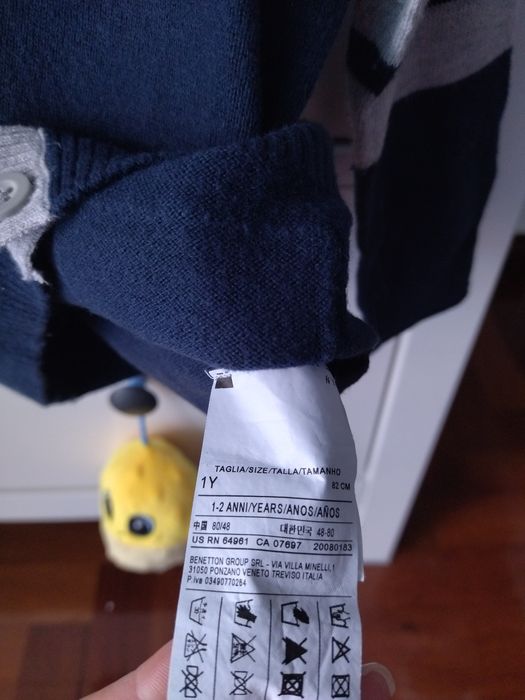 TAGLIA/SIZE/TALLA/TAMANHO
1Y 82 CM
1-2 ANNI/YEARS/ANOS/AÑOS
中国 80/48 대한민국 48-80
US RN 64961 CA 07697 20080183
BENETTON GROUP SRL - VIA VILLA MINELLI,1
31050 PONZANO VENETO TREVISO ITALIA
P.iva 03490770264